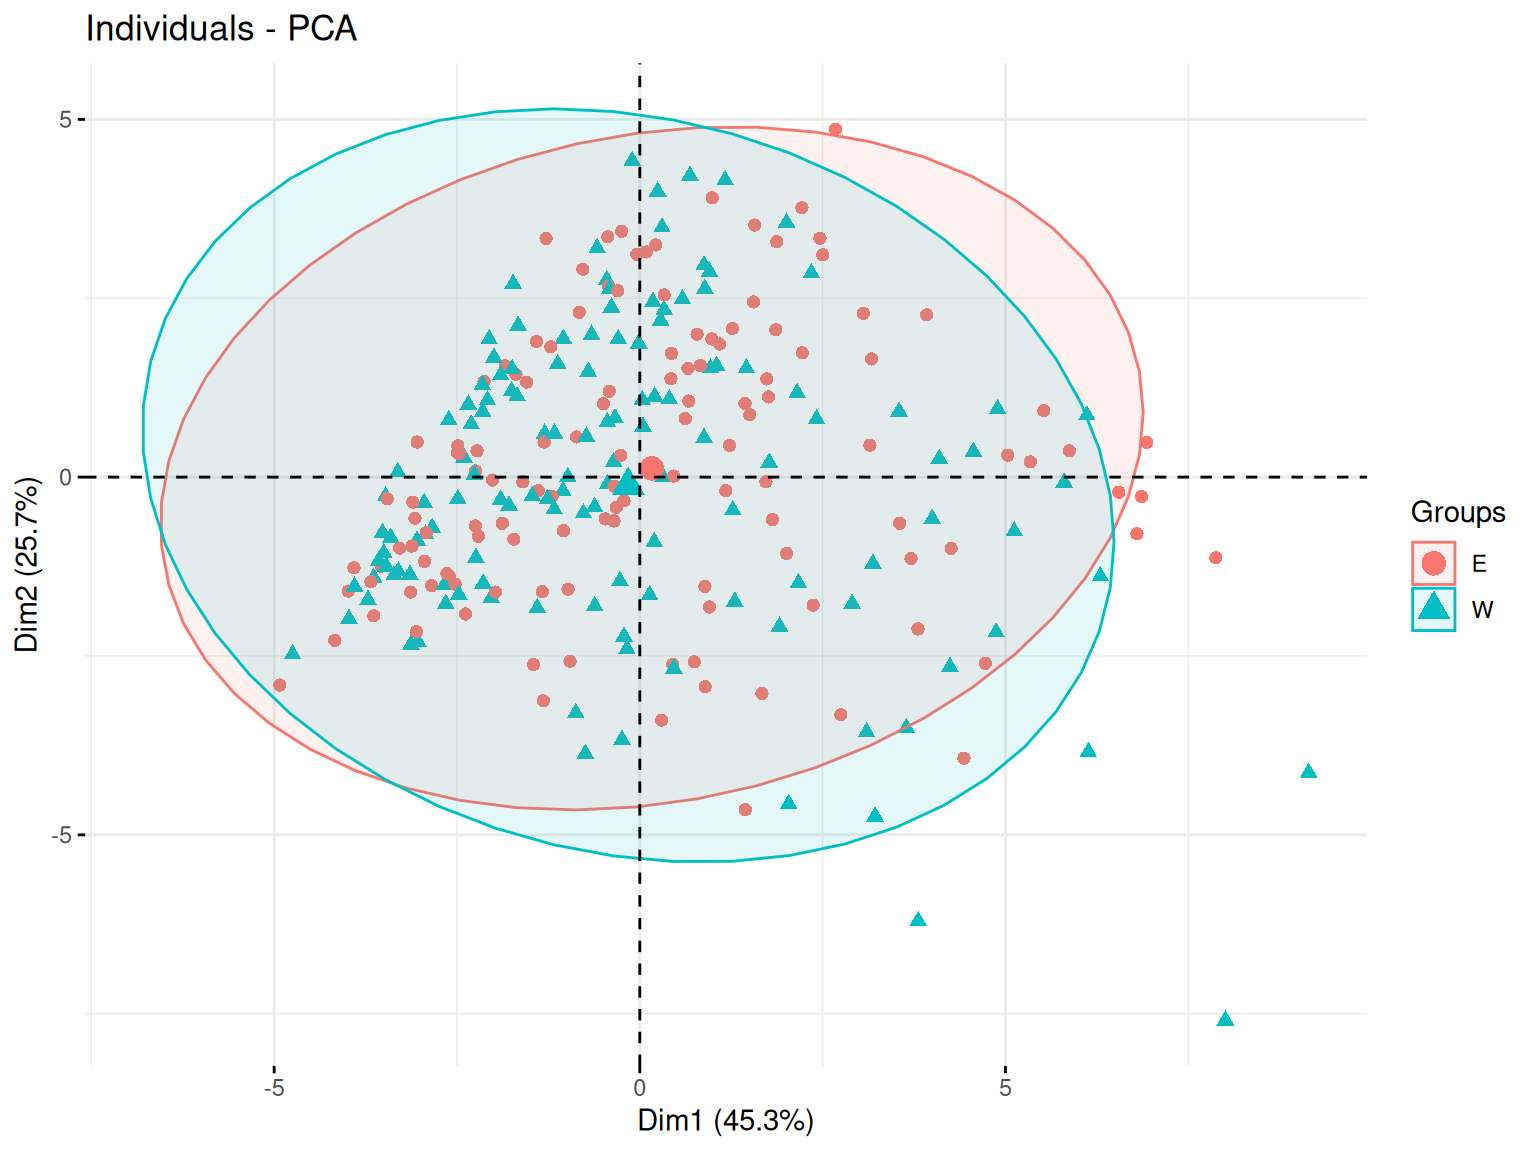 Individuals - PCA
5
0
-5
Dim2 (25.7%)
-5
0
5
Dim1 (45.3%)
Groups
E
W